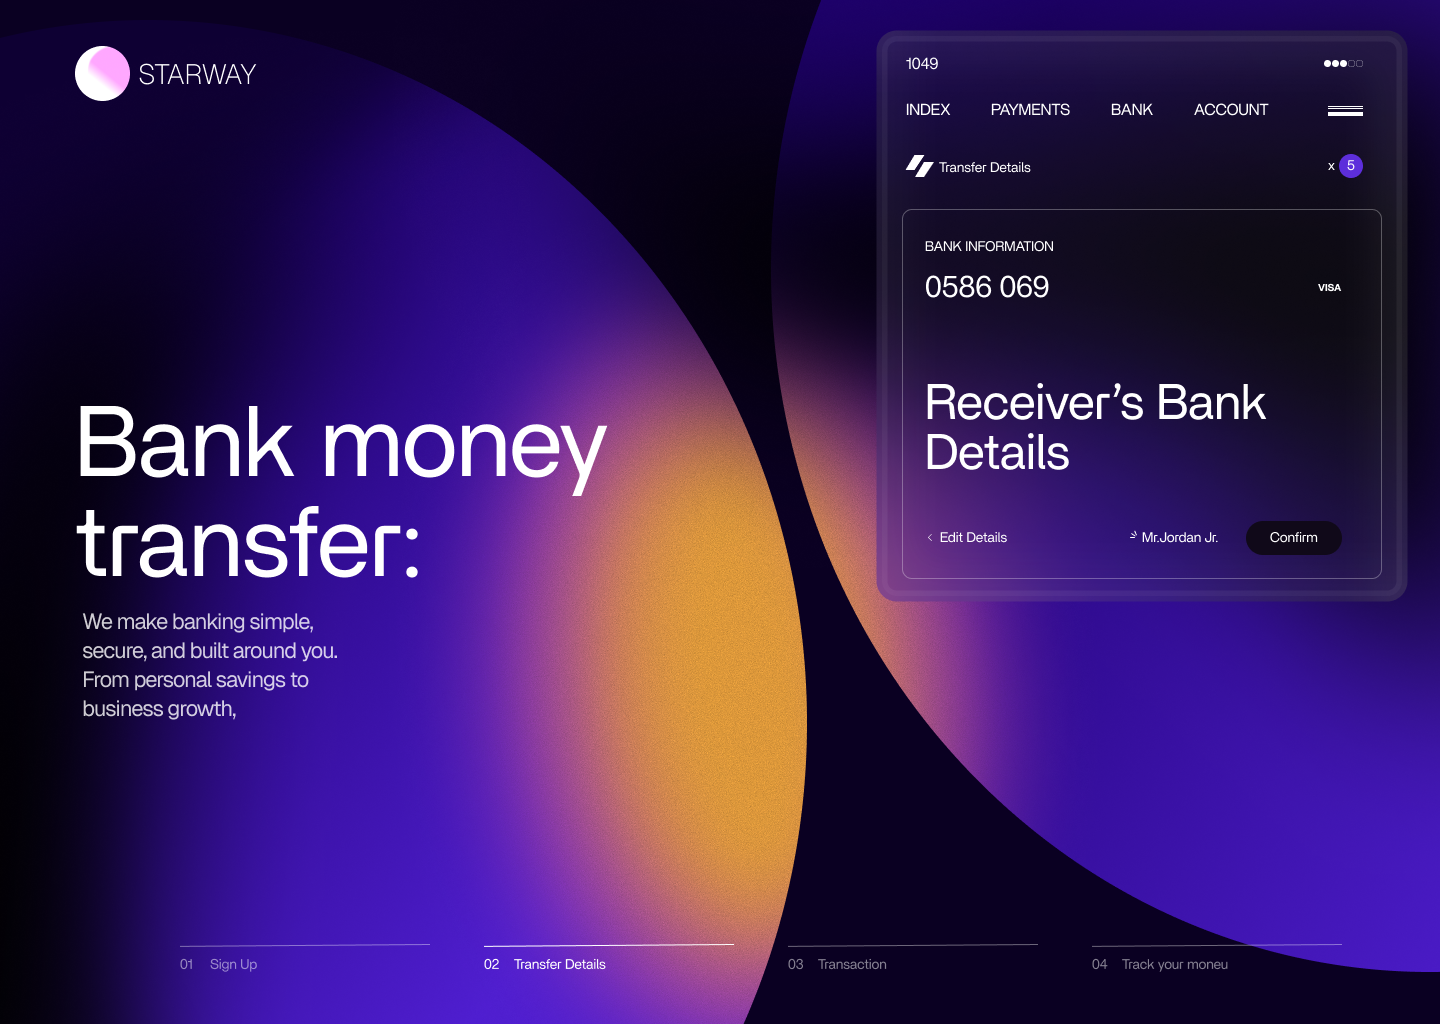 STARWAY
1049
INDEX PAYMENTS BANK ACCOUNT
Transfer Details
x 5
BANK INFORMATION
0586 069
VISA
Receiver’s Bank
Details
Edit Details
Mr.Jordan Jr.
Confirm
Bank money
transfer:
We make banking simple,
secure, and built around you.
From personal savings to
business growth,
01 Sign Up
02 Transfer Details
03 Transaction
04 Track your moneu